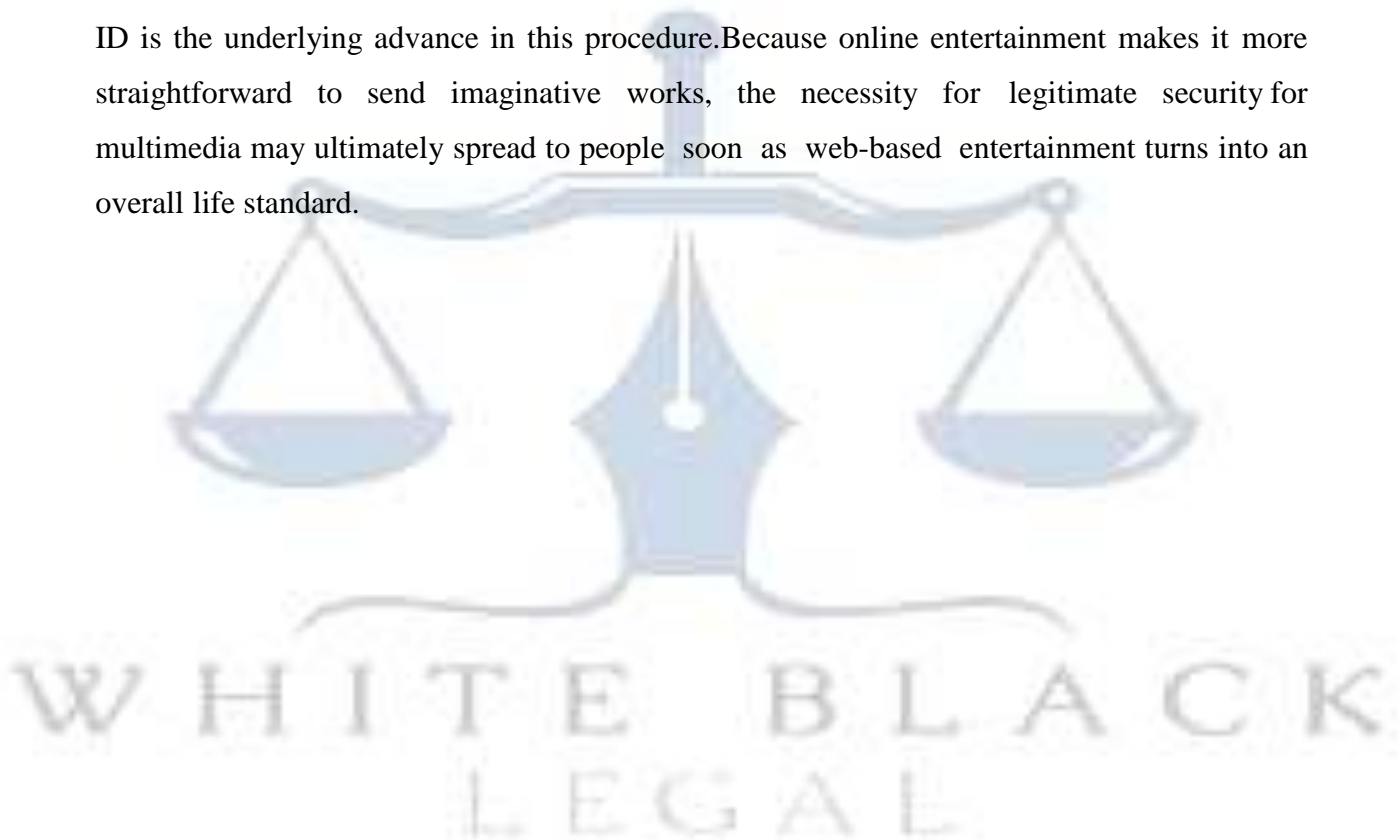 ID is the underlying advance in this procedure.Because online entertainment makes it more
straightforward to send imaginative works, the necessity for legitimate security for
multimedia may ultimately spread to people soon as web-based entertainment turns into an
overall life standard.
WHITE BLACK
LEGAL